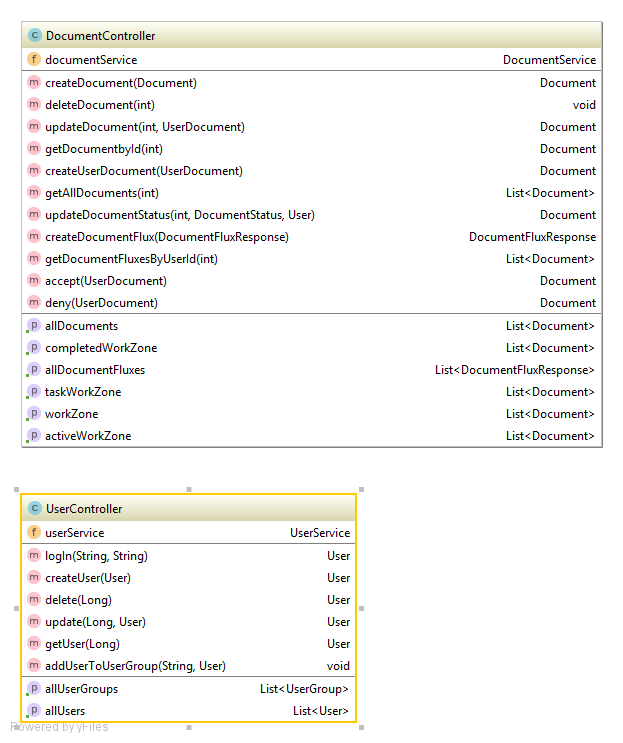 C DocumentController
f documentService DocumentService
m createDocument(Document) Document
m deleteDocument(int) void
m updateDocument(int, UserDocument) Document
m getDocumentbyId(int) Document
m createUserDocument(UserDocument) Document
m getAllDocuments(int) List<Document>
m updateDocumentStatus(int, DocumentStatus, User) Document
m createDocumentFlux(DocumentFluxResponse) DocumentFluxResponse
m getDocumentFluxesByUserId(int) List<Document>
m accept(UserDocument) Document
m deny(UserDocument) Document
p allDocuments List<Document>
p completedWorkZone List<Document>
p allDocumentFluxes List<DocumentFluxResponse>
p taskWorkZone List<Document>
p workZone List<Document>
p activeWorkZone List<Document>
C UserController
f userService UserService
m logIn(String, String) User
m createUser(User) User
m delete(Long) User
m update(Long, User) User
m getUser(Long) User
m addUserToUserGroup(String, User) void
p allUserGroups List<UserGroup>
p allUsers List<User>
Powered by yFiles